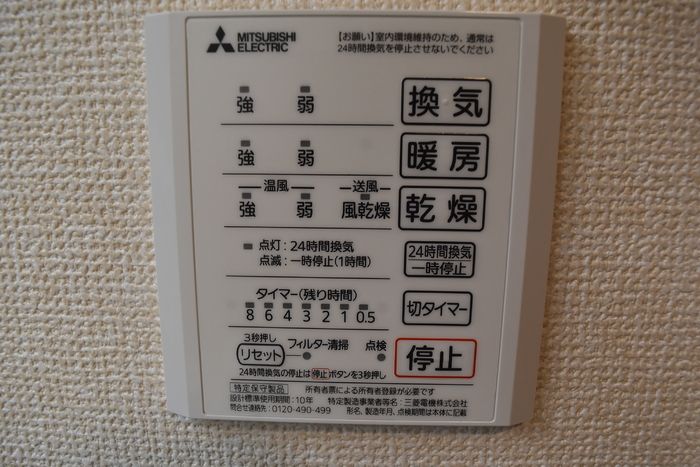 MITSUBISHI
ELECTRIC
【お願い】室内環境維持のため、通常は
24時間換気を停止させないでください
強 弱 換気
強 弱 暖房
温風 送風
強 弱 風乾燥 乾燥
点灯：24時間換気
点滅：一時停止(1時間)
24時間換気
一時停止
タイマー(残り時間)
8 6 4 3 2 1 0.5
切タイマー
3秒押し
リセット フィルター清掃 点検
停止
24時間換気の停止は停止ボタンを3秒押し
特定保守製品 所有者票による所有者登録が必要です
設計標準使用期間：10年 特定製造事業者等名：三菱電機株式会社
問合せ連絡先：0120-490-499 形名、製造年月、点検期間は本体に記載